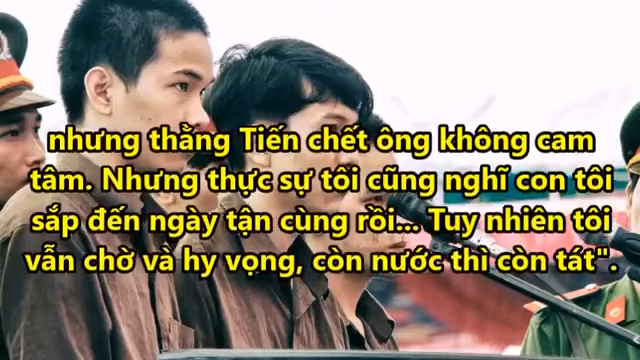 nhưng thằng Tiến chết ông không cam
tâm. Nhưng thực sự tôi cũng nghĩ con tôi
sắp đến ngày tận cùng rồi... Tuy nhiên tôi
vẫn chờ và hy vọng, còn nước thì còn tát".